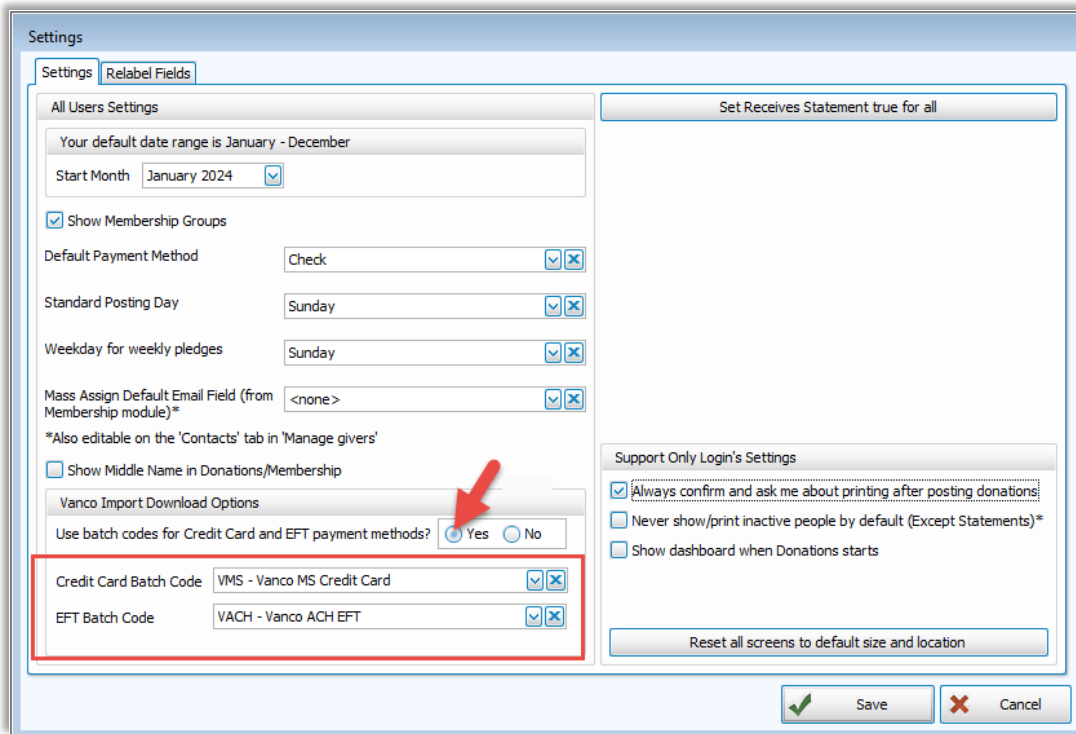 Settings
Settings
Relabel Fields
All Users Settings
Your default date range is January - December
Start Month
January 2024
Show Membership Groups
Default Payment Method
Check
Standard Posting Day
Sunday
Weekday for weekly pledges
Sunday
Mass Assign Default Email Field (from
Membership module)*
<none>
*Also editable on the 'Contacts' tab in 'Manage givers'
Show Middle Name in Donations/Membership
Vanco Import Download Options
Use batch codes for Credit Card and EFT payment methods?
Yes
No
Credit Card Batch Code
VMS - Vanco MS Credit Card
EFT Batch Code
VACH - Vanco ACH EFT
Set Receives Statement true for all
Support Only Login's Settings
Always confirm and ask me about printing after posting donations
Never show/print inactive people by default (Except Statements)*
Show dashboard when Donations starts
Reset all screens to default size and location
Save
Cancel